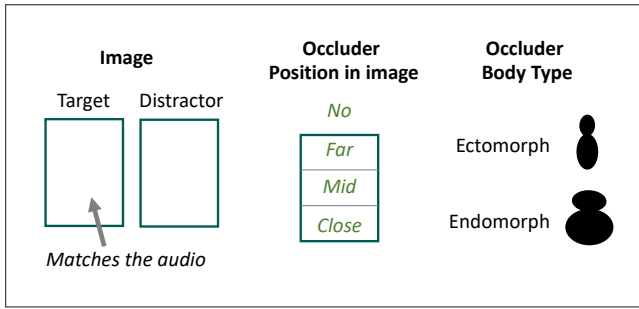 Image
Target
Distractor
Matches the audio
Occluder
Position in image
No
Far
Mid
Close
Occluder
Body Type
Ectomorph
Endomorph